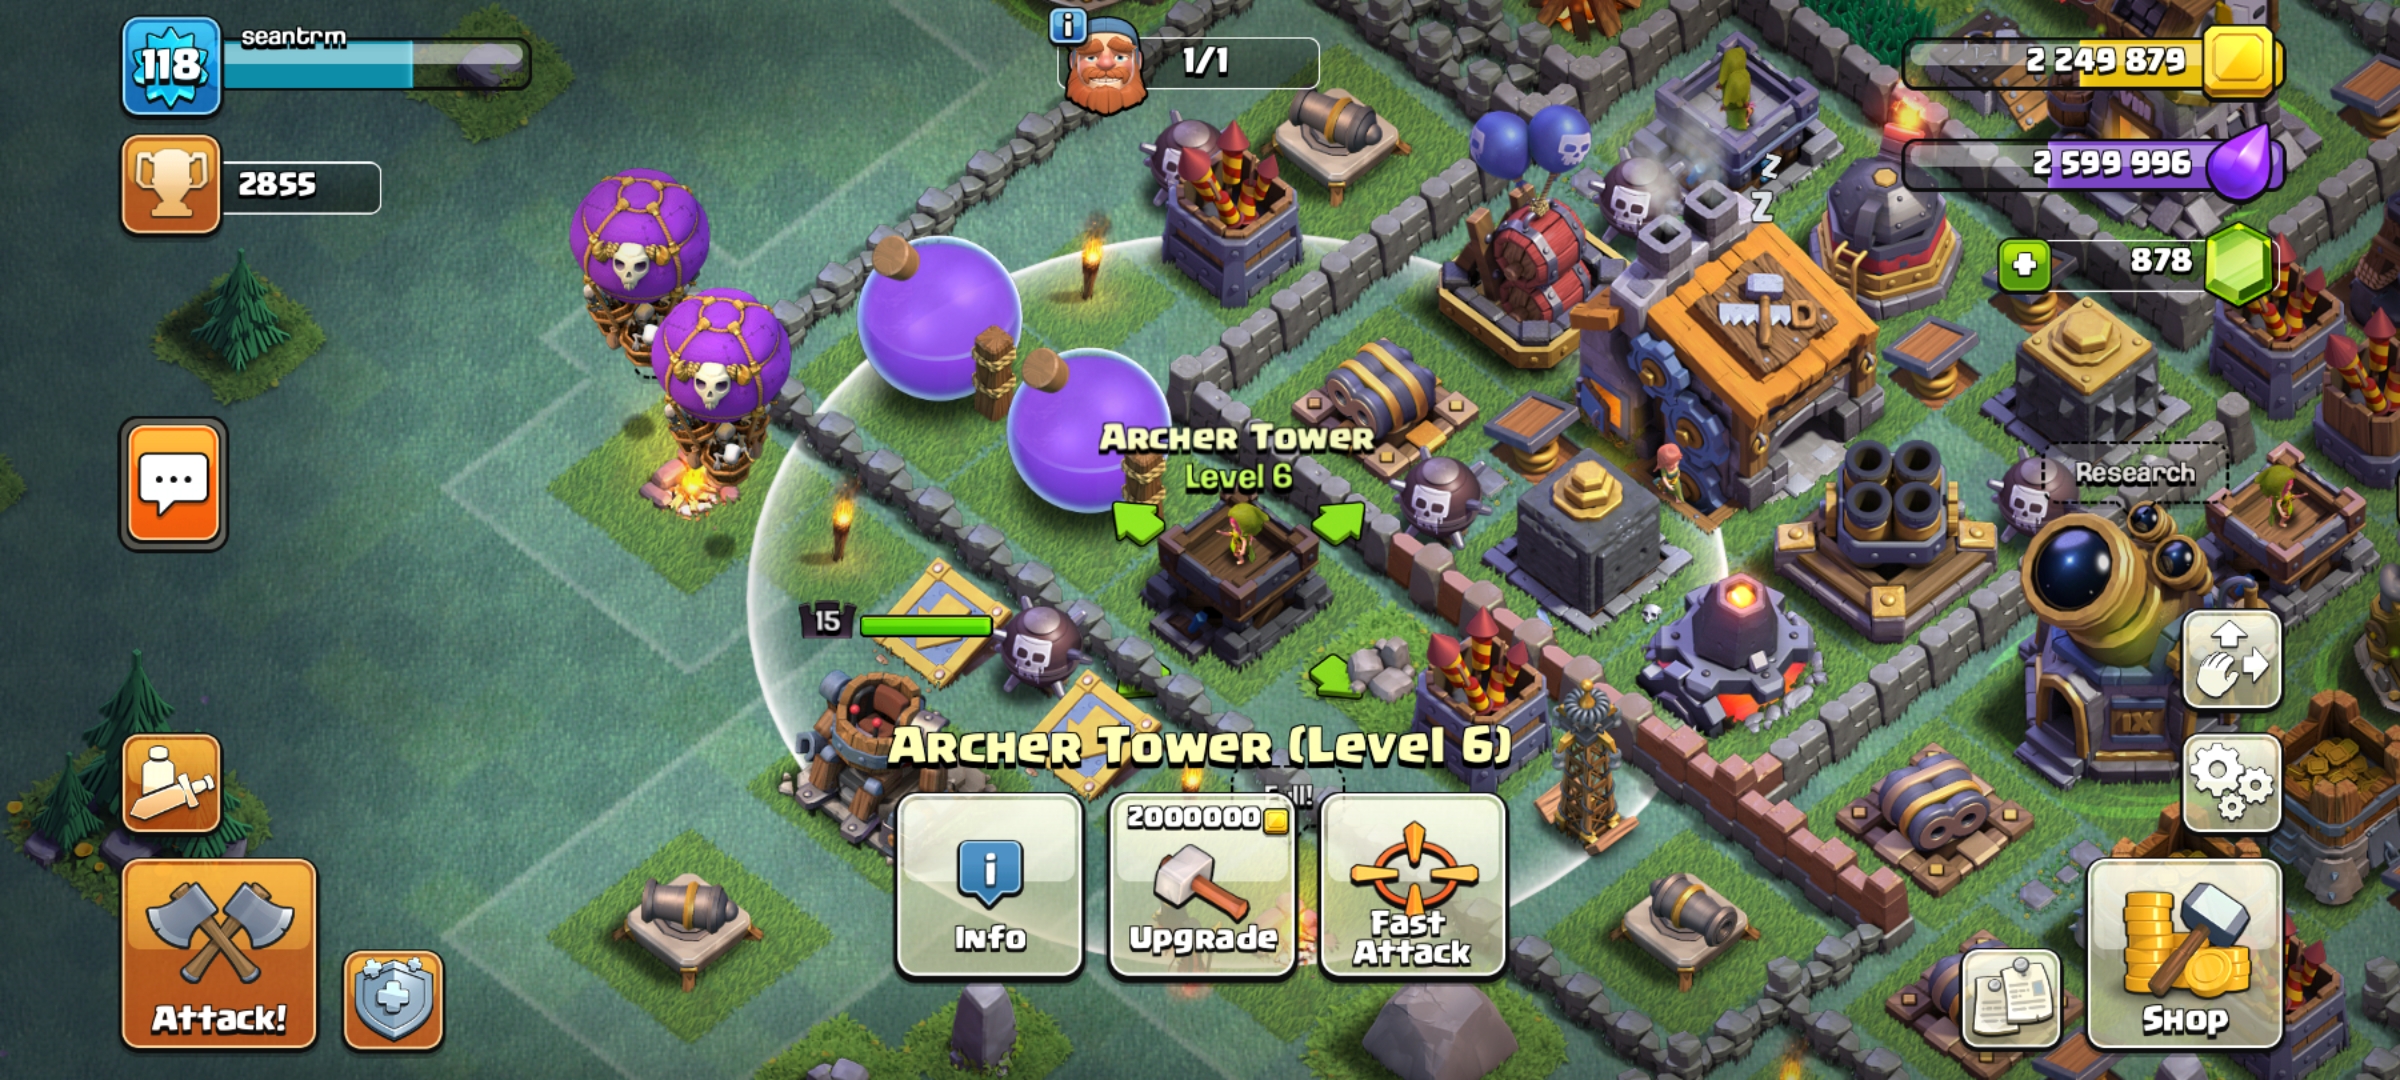 118
seantrm
1/1
2 249 879
2855
2 599 996
z
z
878
Archer Tower
Level 6
Research
15
IX
Archer Tower (Level 6)
2000000
Info
Upgrade
Fast
Attack
Attack!
Shop